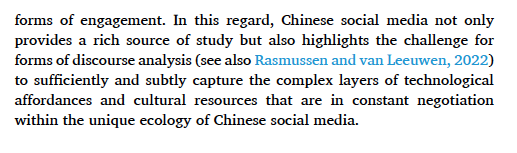 forms of engagement. In this regard, Chinese social media not only
provides a rich source of study but also highlights the challenge for
forms of discourse analysis (see also Rasmussen and van Leeuwen, 2022)
to sufficiently and subtly capture the complex layers of technological
affordances and cultural resources that are in constant negotiation
within the unique ecology of Chinese social media.